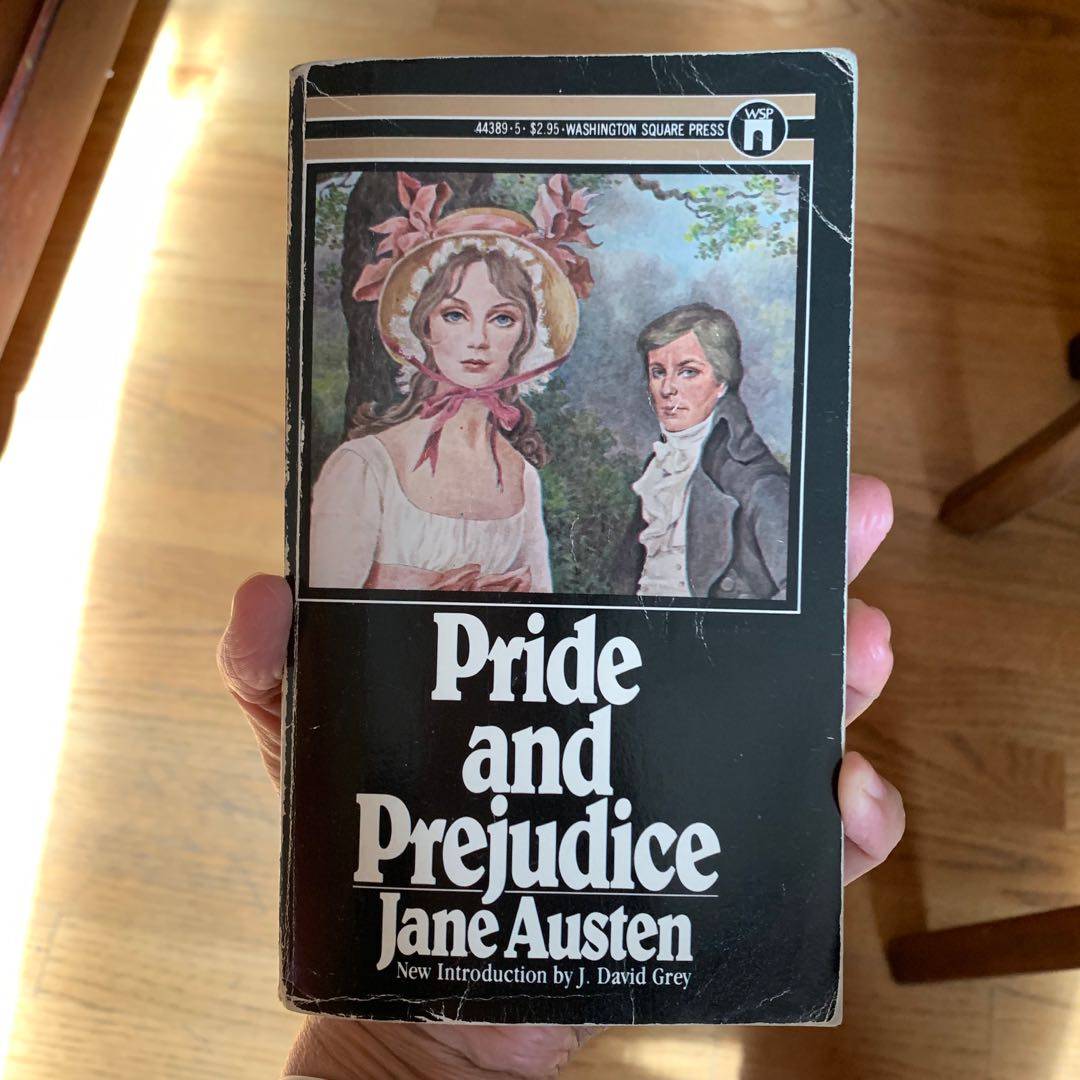 44389·5·$2.95·WASHINGTON SQUARE PRESS
WSP
Pride
and
Prejudice
Jane Austen
New Introduction by J. David Grey